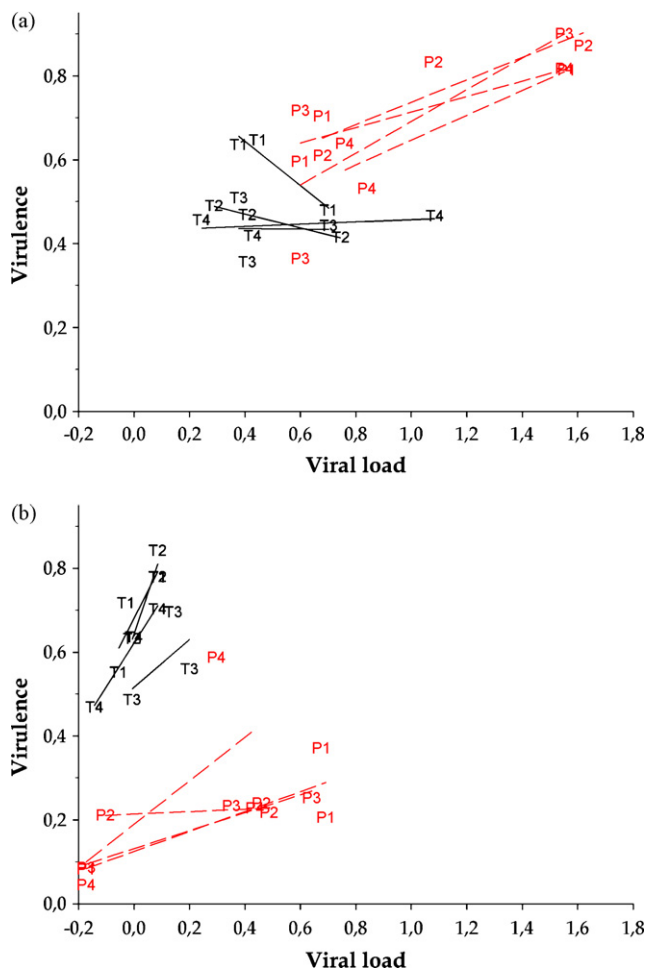 (a)
P3
P2
P2
0,8
P4
P3
P1
T1
T1
P4
0,6
P1
P2
P4
T3
T2
T1
T2
T4
T4
T3
T4
T2
0,4
T3
P3
0,2
0,0
-0,2 0,0 0,2 0,4 0,6 0,8 1,0 1,2 1,4 1,6 1,8
Viral load
Virulence
(b)
T2
0,8
T1
T4
T3
0,6
P4
T1
T3
T3
T4
0,4
P1
P3
P3
P2
0,2
P2
P2
P1
P4
0,0
-0,2 0,0 0,2 0,4 0,6 0,8 1,0 1,2 1,4 1,6 1,8
Viral load
Virulence